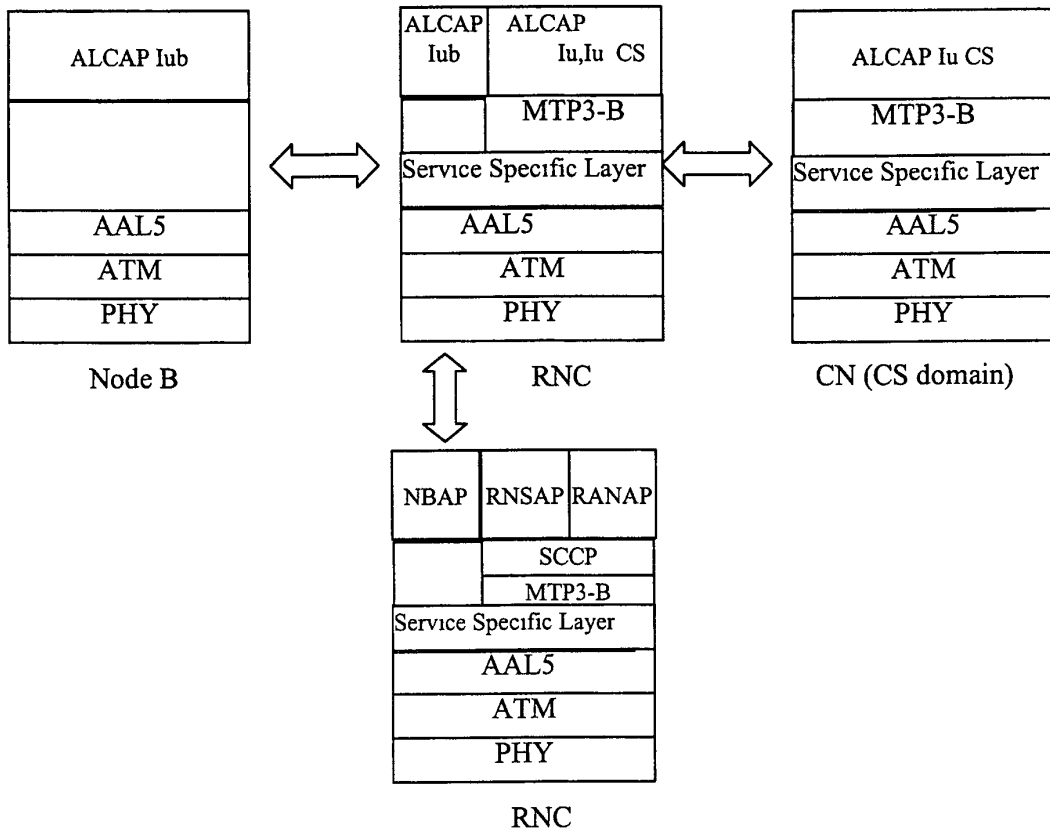 ALCAP Iub
AAL5
ATM
PHY
Node B
ALCAP
Iub
ALCAP
Iu,Iu CS
MTP3-B
Service Specific Layer
AAL5
ATM
PHY
RNC
ALCAP Iu CS
MTP3-B
Service Specific Layer
AAL5
ATM
PHY
CN (CS domain)
NBAP
RNSAP
RANAP
SCCP
MTP3-B
Service Specific Layer
AAL5
ATM
PHY
RNC